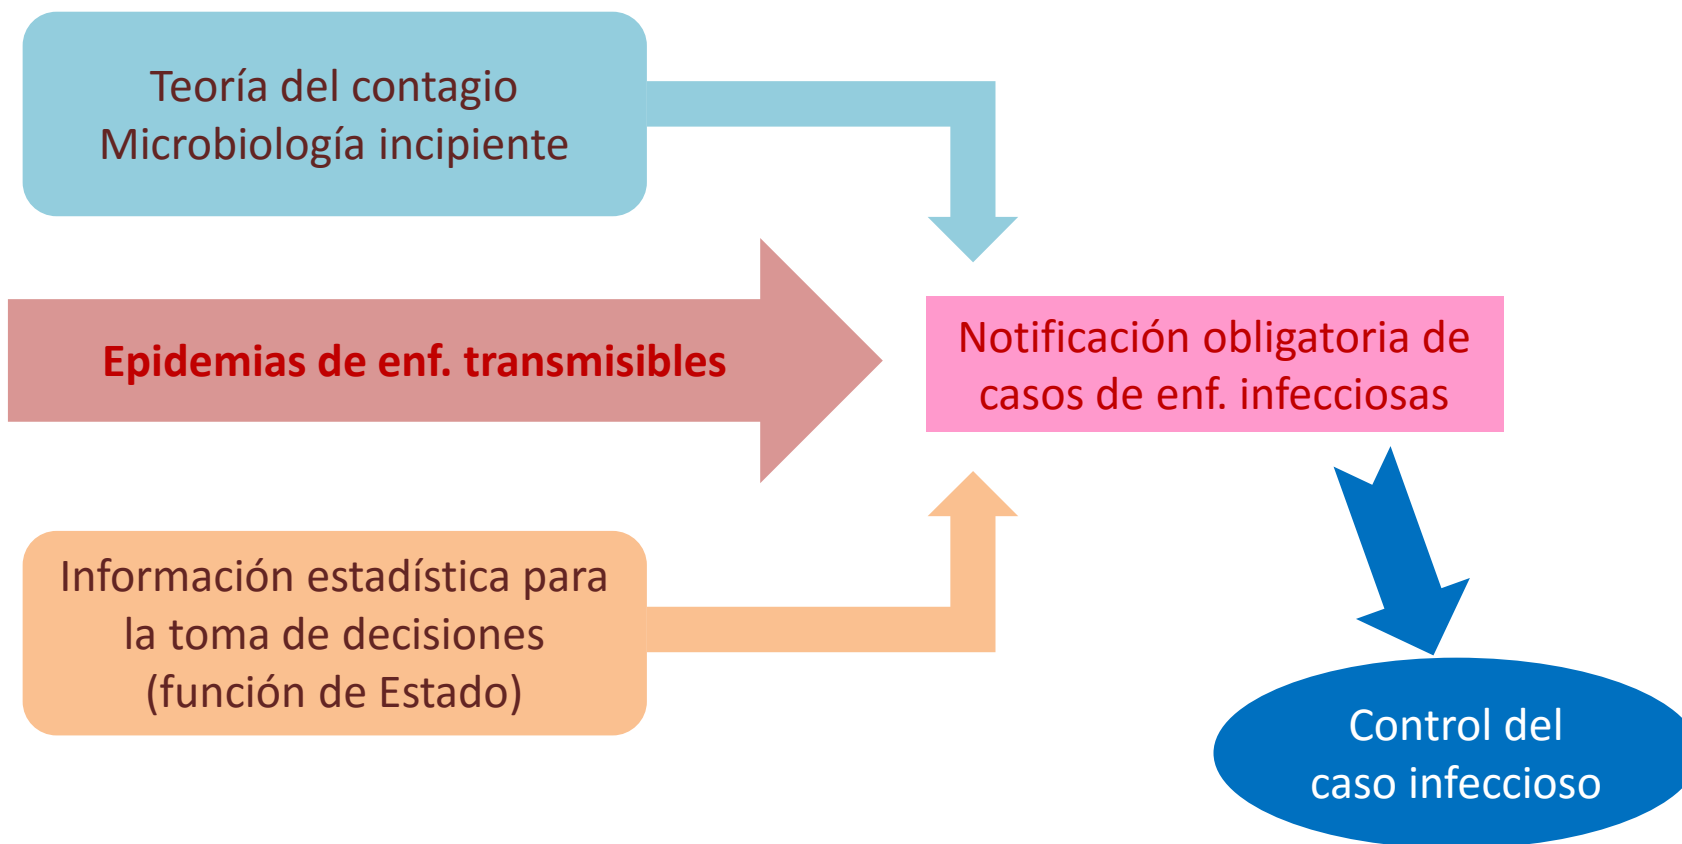 Teoría del contagio
Microbiología incipiente
Epidemias de enf. transmisibles
Notificación obligatoria de
casos de enf. infecciosas
Información estadística para
la toma de decisiones
(función de Estado)
Control del
caso infeccioso